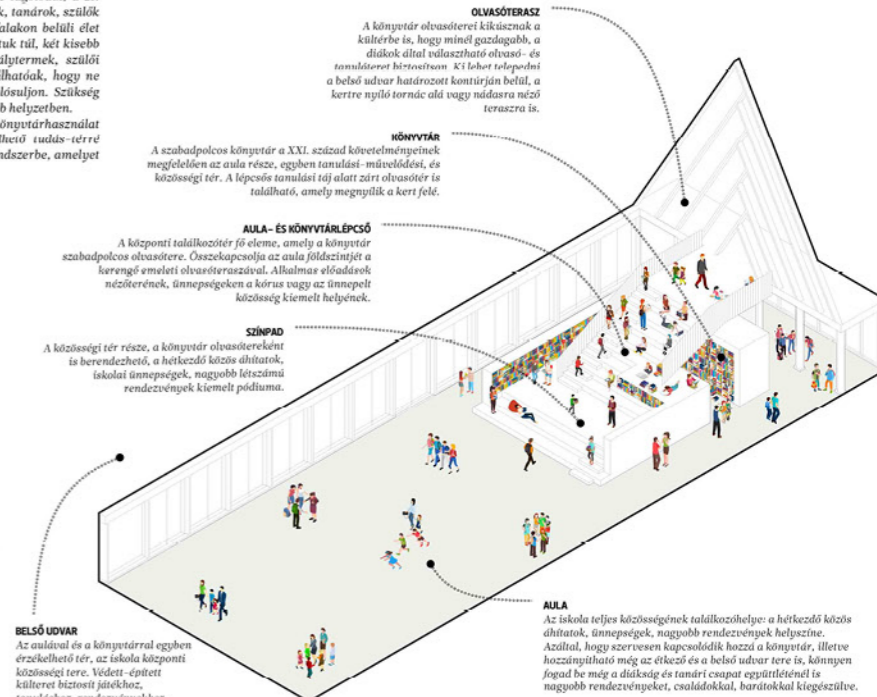 k, tanárok, szülők
falakon belüli élet
tuk túl, két kisebb
álytermek, szülői
lhatóak, hogy ne
lósuljon. Szükség
b helyzetben.
könyvtárhasználat
lhető tudás-térré
ndszerbe, amelyet
OLVASÓTERASZ
A könyvtár olvasóterei kikúsznak a
kültérbe is, hogy minél gazdagabb, a
diákok által választható olvasó- és
tanulóteret biztosítson. Ki lehet telepedni
a belső udvar határozott kontúrján belül, a
kertre nyíló tornác alá vagy nádasra néző
teraszra is.
KÖNYVTÁR
A szabadpolcos könyvtár a XXI. század követelményeinek
megfelelően az aula része, egyben tanulási-művelődési, és
közösségi tér. A lépcsős tanulási táj alatt zárt olvasótér is
található, amely megnyílik a kert felé.
AULA- ÉS KÖNYVTÁRLÉPCSŐ
A központi találkozótér fő eleme, amely a könyvtár
szabadpolcos olvasótere. Összekapcsolja az aula földszintjét a
kerengő emeleti olvasóteraszával. Alkalmas előadások
nézőterének, ünnepségeken a kórus vagy az ünnepelt
közösség kiemelt helyének.
SZÍNPAD
A közösségi tér része, a könyvtár olvasótereként
is berendezhető, a hétkezdő közös áhítatok,
iskolai ünnepségek, nagyobb létszámú
rendezvények kiemelt pódiuma.
BELSŐ UDVAR
Az aulával és a könyvtárral egyben
érzékelhető tér, az iskola központi
közösségi tere. Védett-épített
külteret biztosít játékhoz,
AULA
Az iskola teljes közösségének találkozóhelye: a hétkezdő közös
áhítatok, ünnepségek, nagyobb rendezvények helyszíne.
Azáltal, hogy szervesen kapcsolódik hozzá a könyvtár, illetve
hozzányitható még az étkező és a belső udvar tere is, könnyen
fogad be még a diákság és tanári csapat együttléténél is
nagyobb rendezvényeket, családokkal, barátokkal kiegészülve.